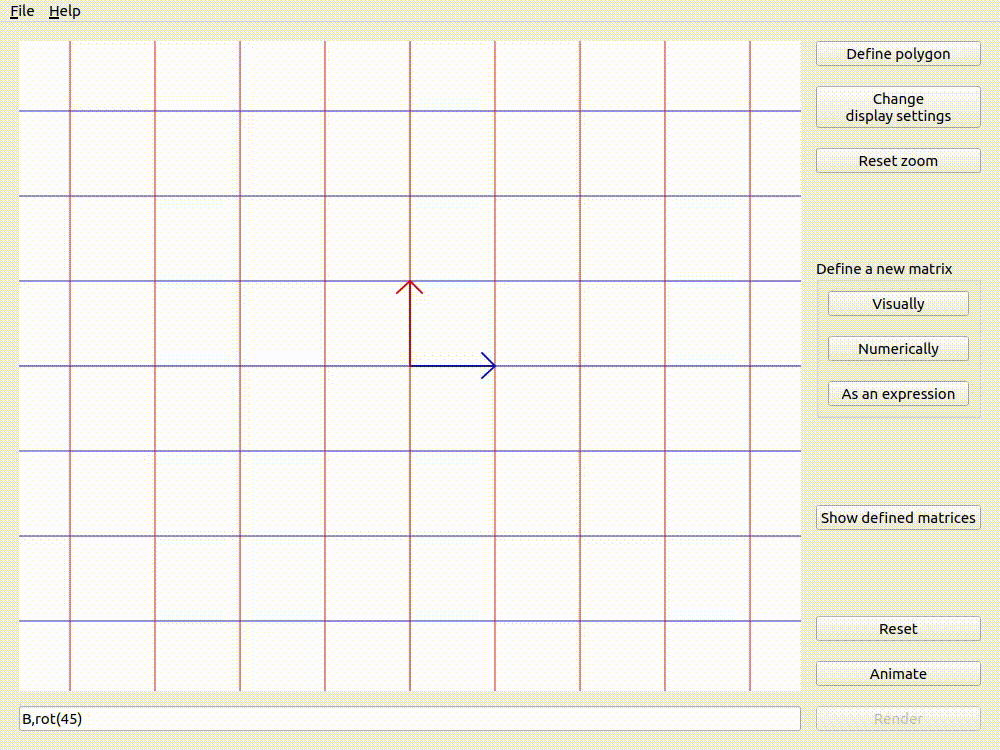 File Help
Define polygon
Change
display settings
Reset zoom
Define a new matrix
Visually
Numerically
As an expression
Show defined matrices
Reset
Animate
B,rot(45)
Render